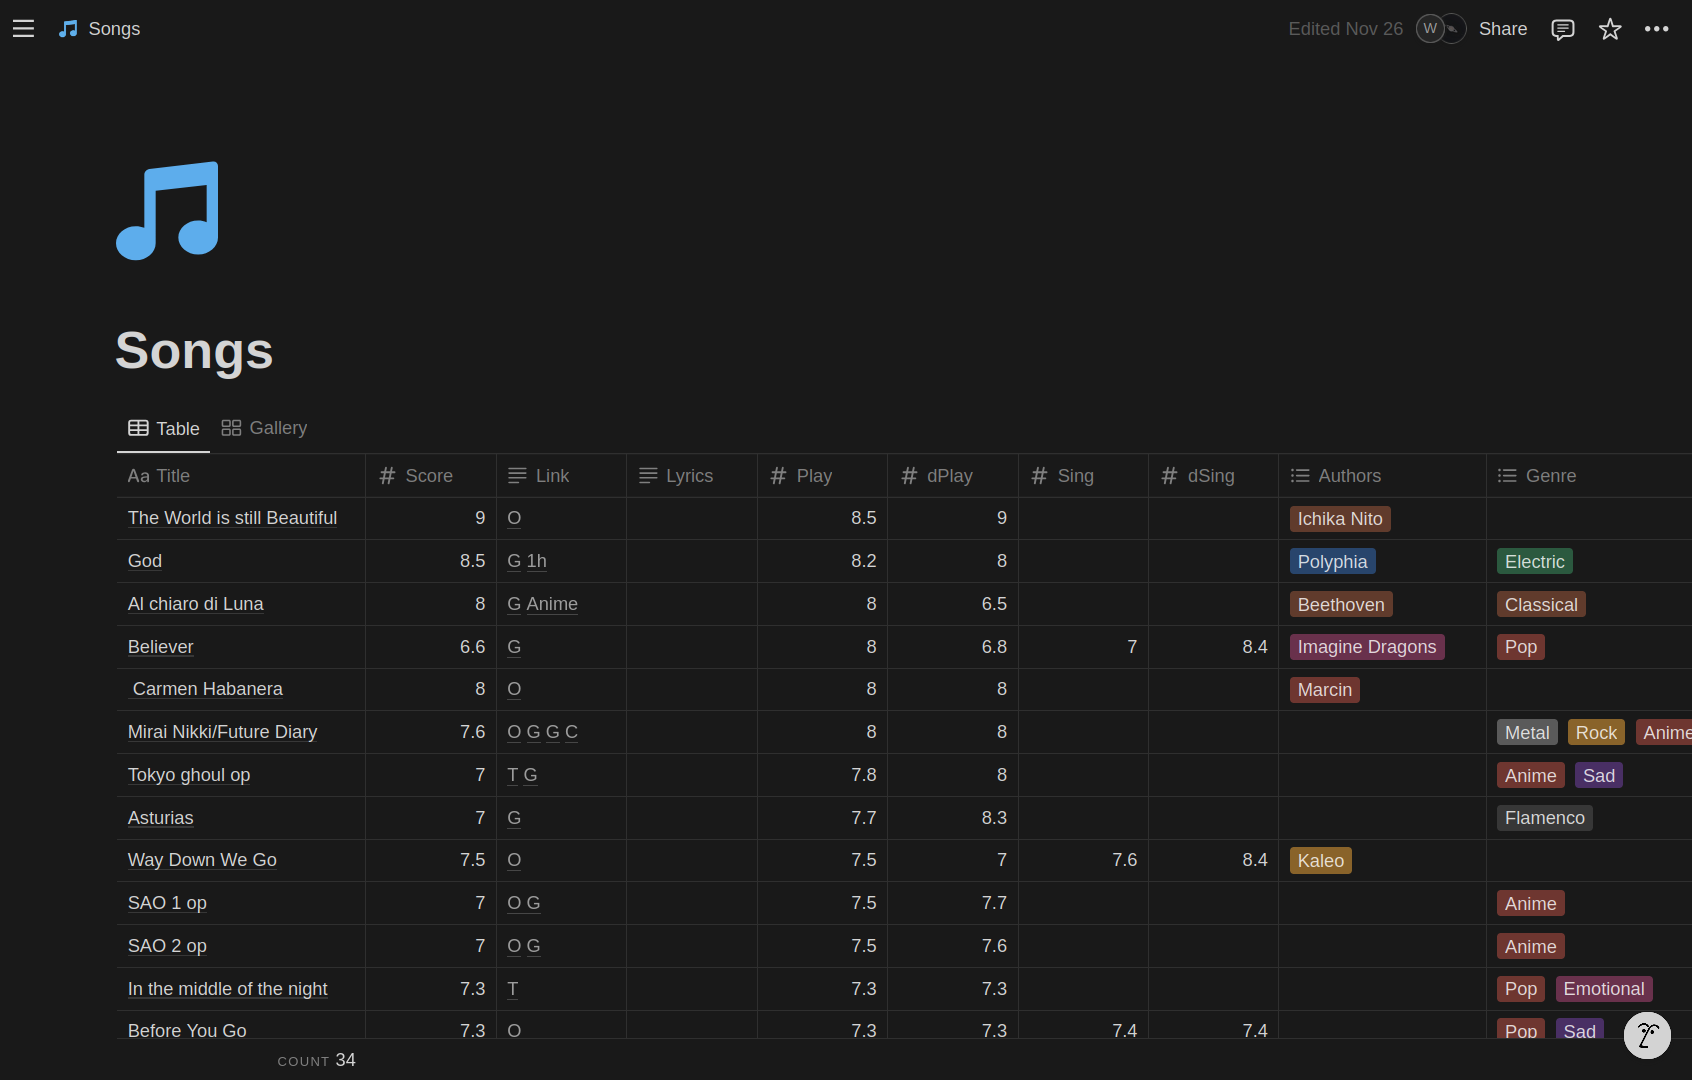 Songs
Edited Nov 26 W Share
Songs
Table Gallery
Aa Title Score Link Lyrics Play dPlay Sing dSing Authors Genre
The World is still Beautiful 9 O 8.5 9 Ichika Nito
God 8.5 G 1h 8.2 8 Polyphia Electric
Al chiaro di Luna 8 G Anime 8 6.5 Beethoven Classical
Believer 6.6 G 8 6.8 7 8.4 Imagine Dragons Pop
Carmen Habanera 8 O 8 8 Marcin
Mirai Nikki/Future Diary 7.6 O G G C 8 8 Metal Rock Anime
Tokyo ghoul op 7 T G 7.8 8 Anime Sad
Asturias 7 G 7.7 8.3 Flamenco
Way Down We Go 7.5 O 7.5 7 7.6 8.4 Kaleo
SAO 1 op 7 O G 7.5 7.7 Anime
SAO 2 op 7 O G 7.5 7.6 Anime
In the middle of the night 7.3 T 7.3 7.3 Pop Emotional
Before You Go 7.3 O 7.3 7.3 7.4 7.4 Pop Sad
COUNT 34